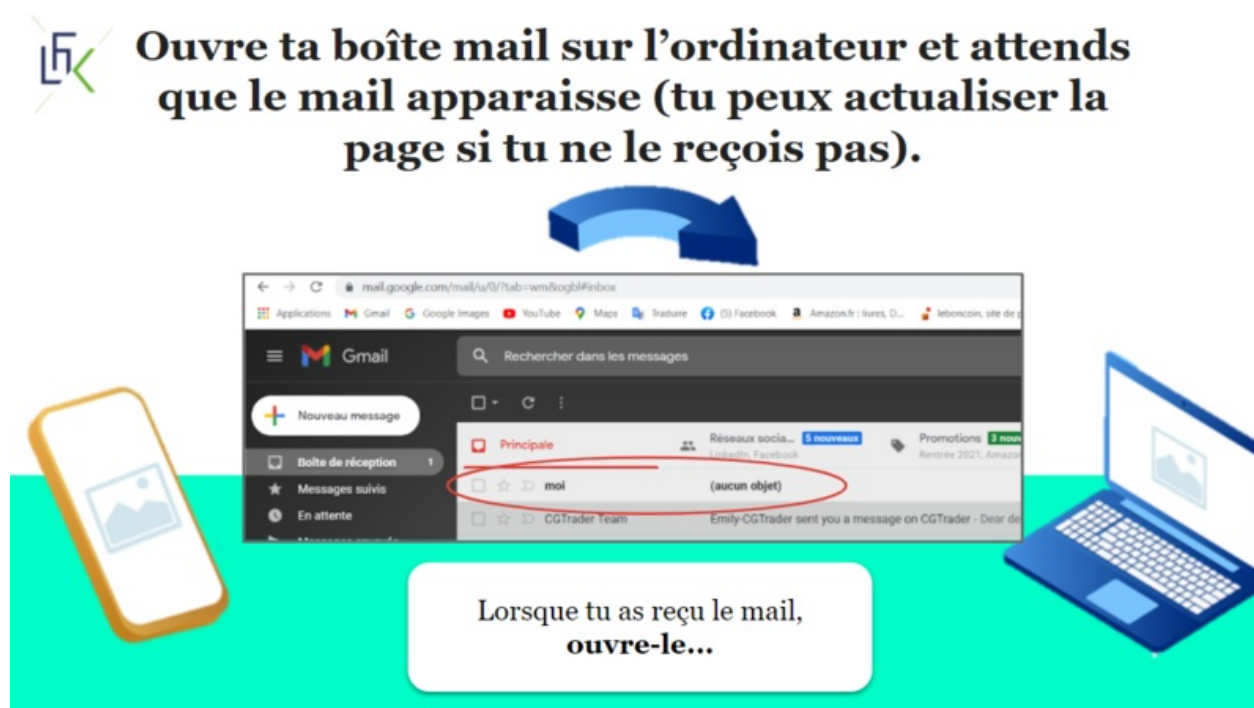 Ouvre ta boîte mail sur l’ordinateur et attends
que le mail apparaisse (tu peux actualiser la
page si tu ne le reçois pas).
mail.google.com/mail/u/0/?tab=wm&ogbl#inbox
Applications Gmail Google Images YouTube Maps Traduire (5) Facebook Amazon.fr : livres, D... leboncoin, site de
Gmail
Rechercher dans les messages
Nouveau message
Principale
Réseaux socia... 5 nouveaux
LinkedIn, Facebook
Promotions 3
Rentrée 2021,
Boîte de réception 1
moi (aucun objet)
Messages suivis
En attente
CGTrader Team Emily-CGTrader sent you a message on CGTrader - Dear
Lorsque tu as reçu le mail,
ouvre-le...